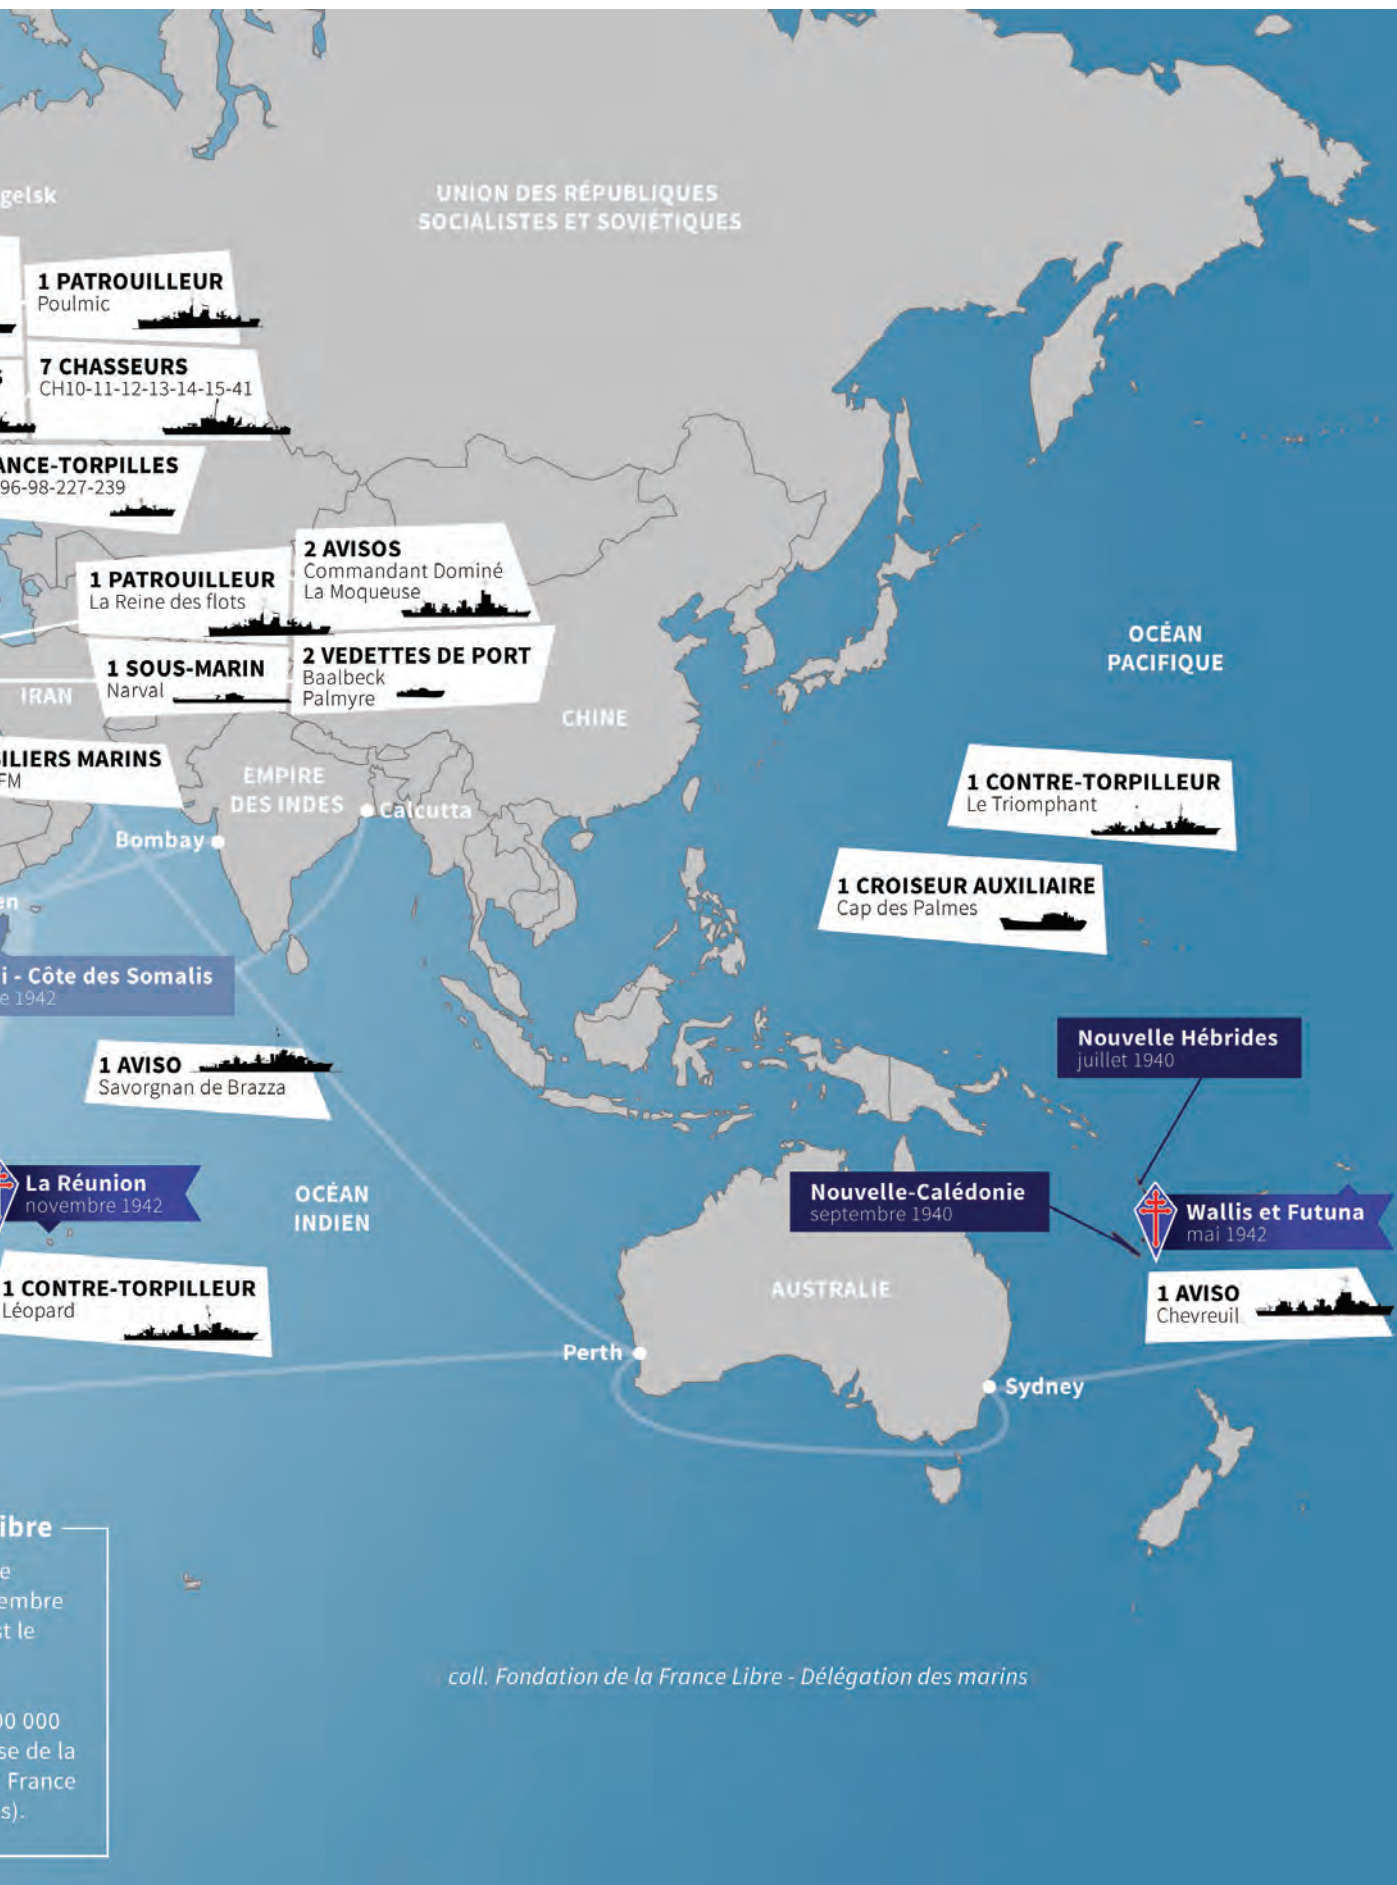 gelsk
UNION DES RÉPUBLIQUES
SOCIALISTES ET SOVIÉTIQUES
1 PATROUILLEUR
Poulmic
S
7 CHASSEURS
CH10-11-12-13-14-15-41
ANCE-TORPILLES
96-98-227-239
2 AVISOS
Commandant Dominé
La Moqueuse
1 PATROUILLEUR
La Reine des flots
OCÉAN
PACIFIQUE
1 SOUS-MARIN
Narval
2 VEDETTES DE PORT
Baalbeck
Palmyre
IRAN
CHINE
ILIERS MARINS
FM
EMPIRE
DES INDES
Calcutta
Bombay
1 CONTRE-TORPILLEUR
Le Triomphant
1 CROISEUR AUXILIAIRE
Cap des Palmes
en
i - Côte des Somalis
e 1942
1 AVISO
Savorgnan de Brazza
Nouvelle Hébrides
juillet 1940
La Réunion
novembre 1942
OCÉAN
INDIEN
Nouvelle-Calédonie
septembre 1940
Wallis et Futuna
mai 1942
1 CONTRE-TORPILLEUR
Léopard
AUSTRALIE
1 AVISO
Chevreuil
Perth
Sydney
ibre
e
embre
st le
00 000
se de la
France
s).
coll. Fondation de la France Libre - Délégation des marins